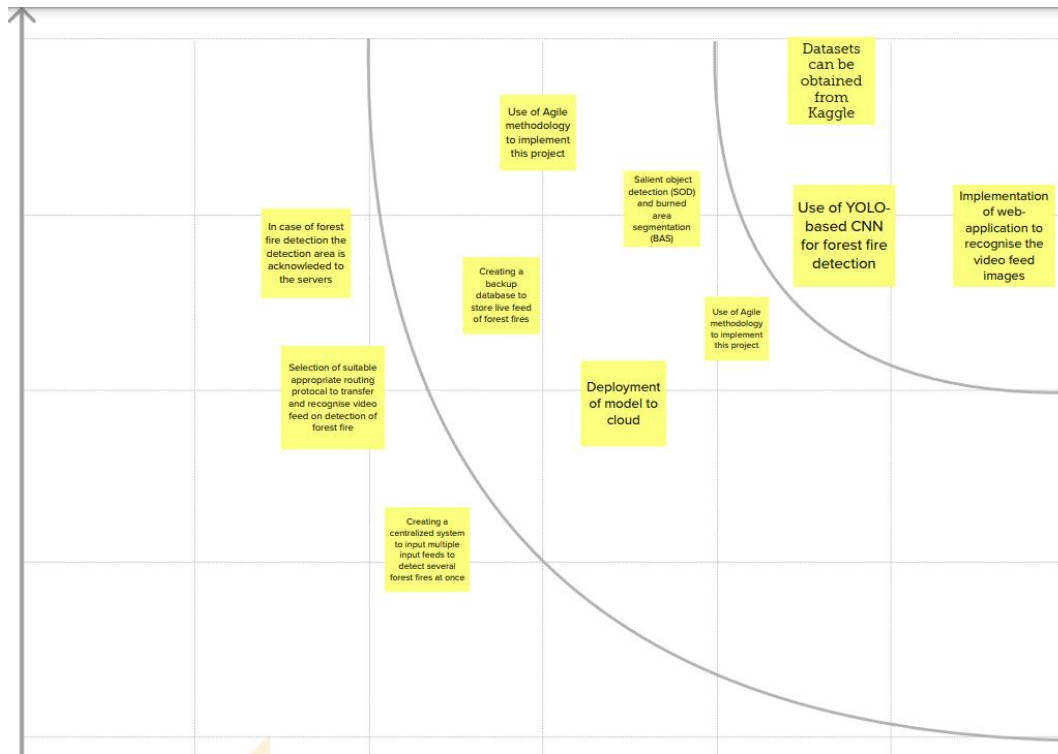 Datasets
can be
obtained
from
Kaggle
Use of Agile
methodology
to implement
this project
Salient object
detection (SOD)
and burned
area
segmentation
(BAS)
Use of YOLO-
based CNN
for forest fire
detection
Implementation
of web-
application to
recognise the
video feed
images
In case of forest
fire detection the
detection area is
acknowleded to
the servers
Creating a
backup
database to
store live feed
of forest fires
Use of Agile
methodology
to implement
this project
Selection of suitable
appropriate routing
protocal to transfer
and recognise video
feed on detection of
forest fire
Deployment
of model to
cloud
Creating a
centralized system
to input multiple
input feeds to
detect several
forest fires at once